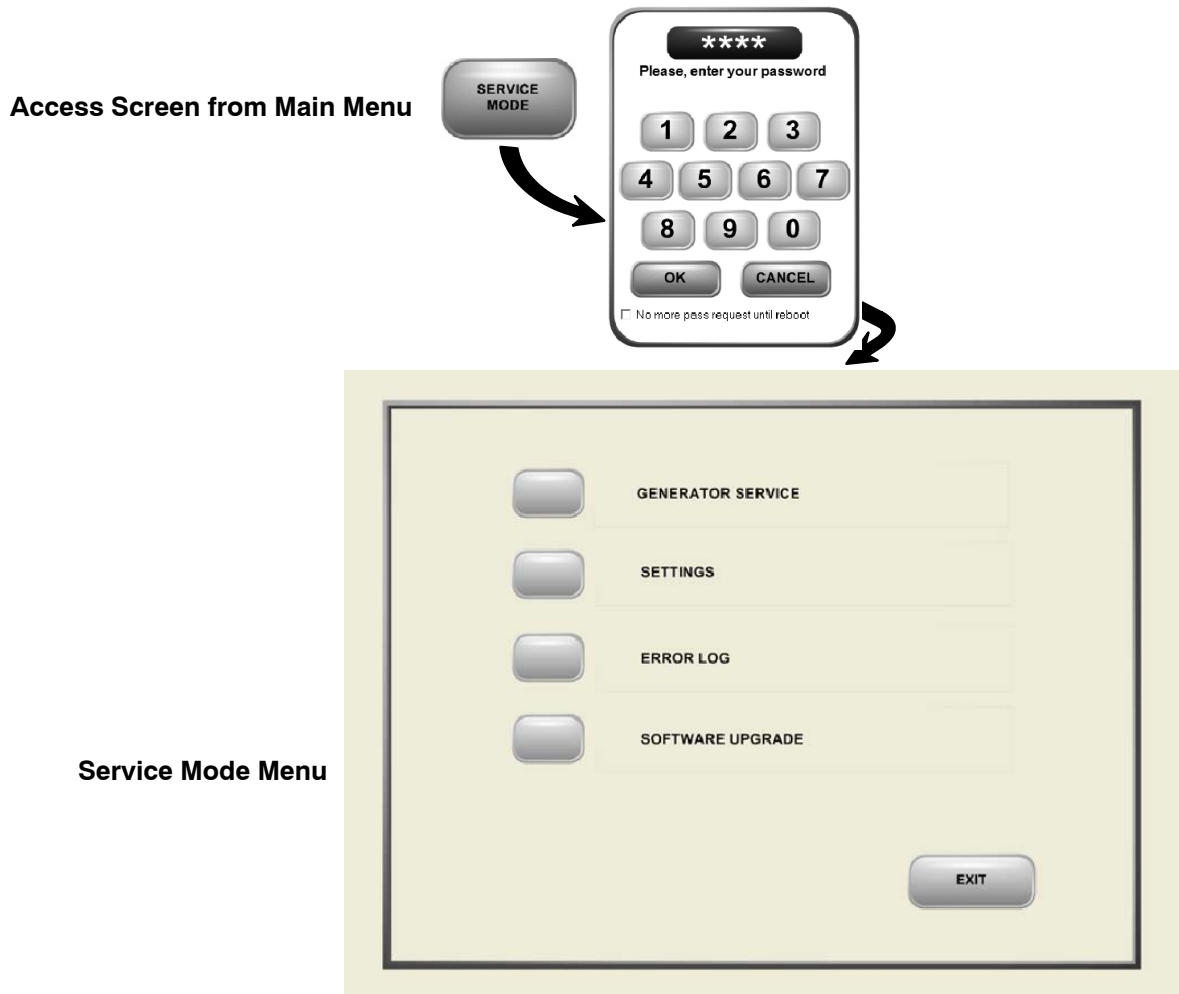 ****
Please, enter your password
Access Screen from Main Menu
SERVICE
MODE
1 2 3
4 5 6 7
8 9 0
OK CANCEL
No more pass request until reboot
GENERATOR SERVICE
SETTINGS
ERROR LOG
SOFTWARE UPGRADE
Service Mode Menu
EXIT